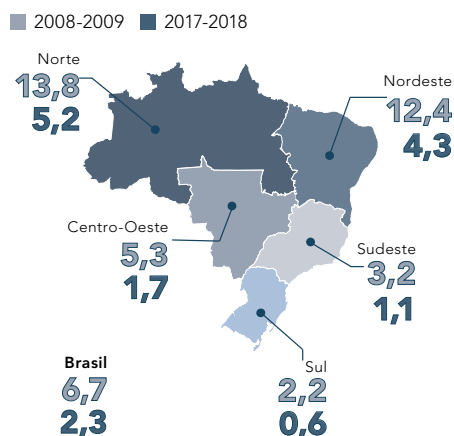 2008-2009 2017-2018
Norte
13,8
5,2
Nordeste
12,4
4,3
Centro-Oeste
5,3
1,7
Sudeste
3,2
1,1
Brasil
6,7
2,3
Sul
2,2
0,6